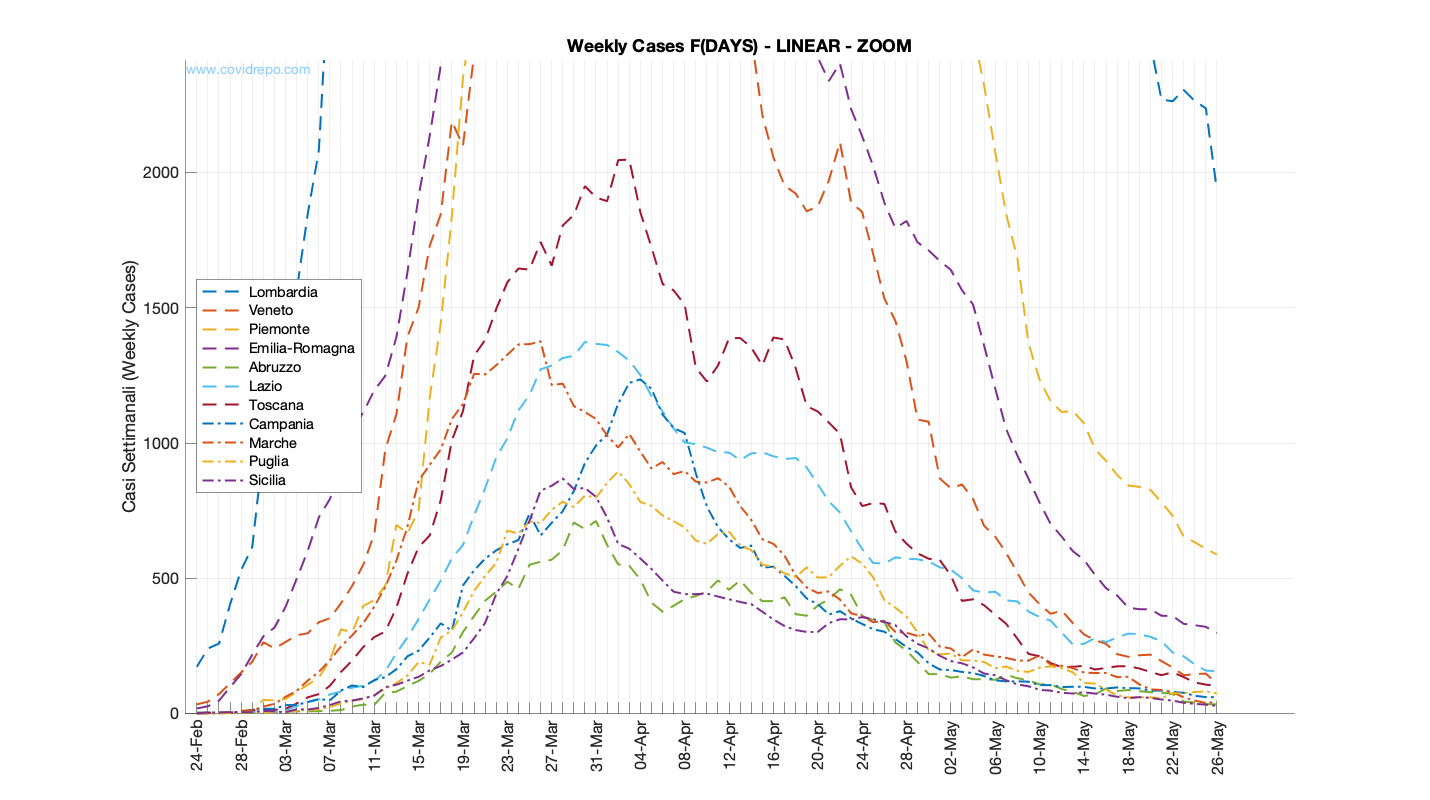 Weekly Cases F(DAYS) - LINEAR - ZOOM
www.covidrepo.com
Casi Settimanali (Weekly Cases)
2000
1500
1000
500
0
Lombardia
Veneto
Piemonte
Emilia-Romagna
Abruzzo
Lazio
Toscana
Campania
Marche
Puglia
Sicilia
24-Feb
28-Feb
03-Mar
07-Mar
11-Mar
15-Mar
19-Mar
23-Mar
27-Mar
31-Mar
04-Apr
08-Apr
12-Apr
16-Apr
20-Apr
24-Apr
28-Apr
02-May
06-May
10-May
14-May
18-May
22-May
26-May